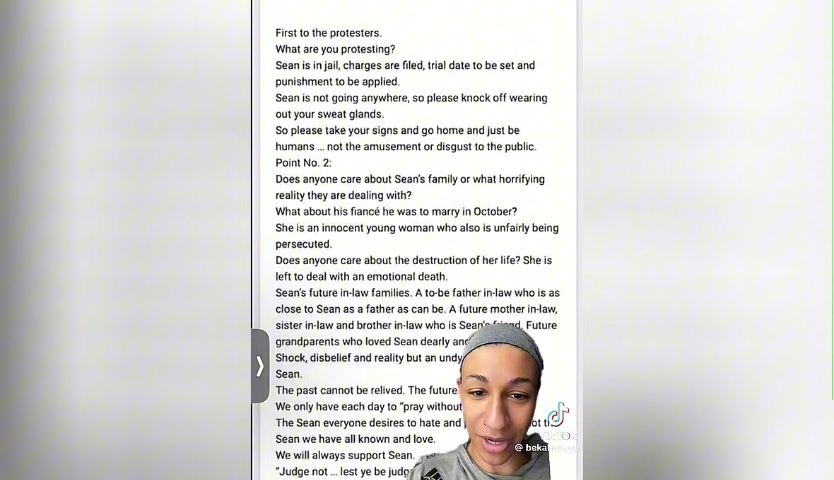 First to the protesters.
What are you protesting?
Sean is in jail, charges are filed, trial date to be set and
punishment to be applied.
Sean is not going anywhere, so please knock off wearing
out your sweat glands.
So please take your signs and go home and just be
humans ... not the amusement or disgust to the public.
Point No. 2:
Does anyone care about Sean's family or what horrifying
reality they are dealing with?
What about his fiancé he was to marry in October?
She is an innocent young woman who also is unfairly being
persecuted.
Does anyone care about the destruction of her life? She is
left to deal with an emotional death.
Sean's future in-law families. A to-be father in-law who is as
close to Sean as a father as can be. A future mother in-law,
sister in-law and brother in-law who is Sean's friend. Future
grandparents who loved Sean dearly
Shock, disbelief and reality but an
Sean.
The past cannot be relived. The future
We only have each day to "pray without
The Sean everyone desires to hate and
Sean we have all known and love.
We will always support Sean.
"Judge not ... lest ye be